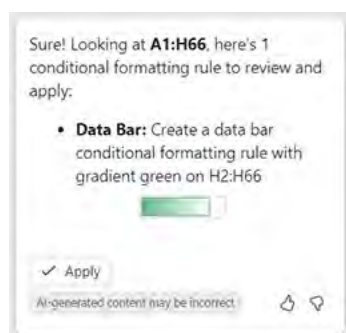 Sure! Looking at A1:H66, here's 1
conditional formatting rule to review and
apply:
• Data Bar: Create a data bar
conditional formatting rule with
gradient green on H2:H66
✓ Apply
AI-generated content may be incorrect